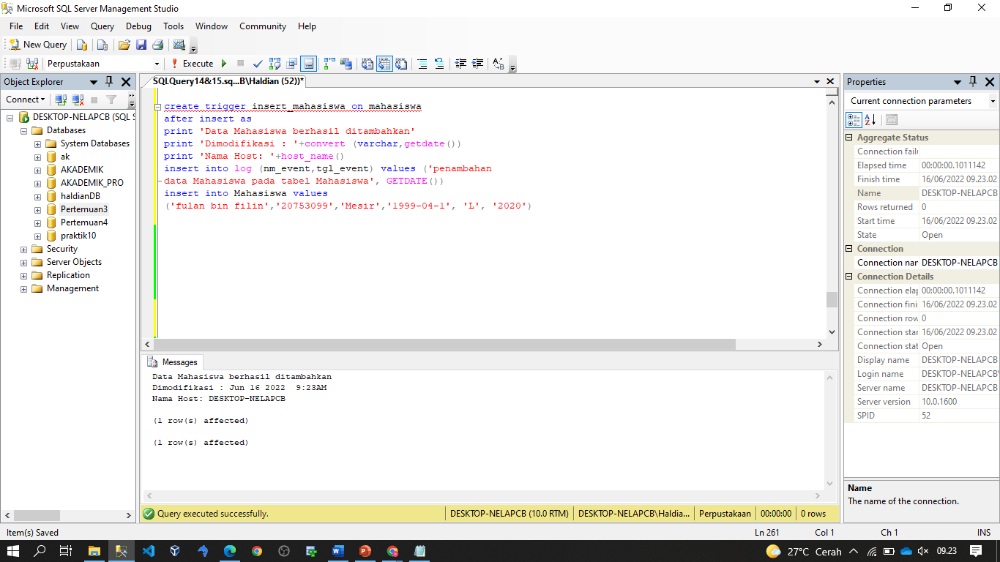 Microsoft SQL Server Management Studio
File Edit View Query Debug Tools Window Community Help
New Query
Perpustakaan
Execute
Object Explorer
Connect
DESKTOP-NELAPCB (SQL S
Databases
System Databases
ak
AKADEMIK
AKADEMIK_PRO
haldianDB
Pertemuan3
Pertemuan4
praktik10
Security
Server Objects
Replication
Management
SQLQuery14&15.sq...B\Haldian (52))*
create trigger insert_mahasiswa on mahasiswa
after insert as
print 'Data Mahasiswa berhasil ditambahkan'
print 'Dimodifikasi : '+convert (varchar,getdate())
print 'Nama Host: '+host_name()
insert into log (nm_event,tgl_event) values ('penambahan
data Mahasiswa pada tabel Mahasiswa', GETDATE())
insert into Mahasiswa values
('fulan bin filin','20753099','Mesir','1999-04-1', 'L', '2020')
Messages
Data Mahasiswa berhasil ditambahkan
Dimodifikasi : Jun 16 2022  9:23AM
Nama Host: DESKTOP-NELAPCB
(1 row(s) affected)
(1 row(s) affected)
Query executed successfully.
DESKTOP-NELAPCB (10.0 RTM)
DESKTOP-NELAPCB\Haldia...
Perpustakaan
00:00:00
0 rows
Properties
Current connection parameters
Aggregate Status
Connection faile
Elapsed time 00:00:00.1011142
Finish time 16/06/2022 09.23.02
Name DESKTOP-NELAPCB
Rows returned 0
Start time 16/06/2022 09.23.02
State Open
Connection
Connection nar DESKTOP-NELAPCB
Connection Details
Connection elap 00:00:00.1011142
Connection fini 16/06/2022 09.23.02
Connection row 0
Connection star 16/06/2022 09.23.02
Connection stat Open
Display name DESKTOP-NELAPCB
Login name DESKTOP-NELAPCB\
Server name DESKTOP-NELAPCB
Server version 10.0.1600
SPID 52
Name
The name of the connection.
Item(s) Saved
Ln 261
Col 1
Ch 1
INS
27°C Cerah
09.23